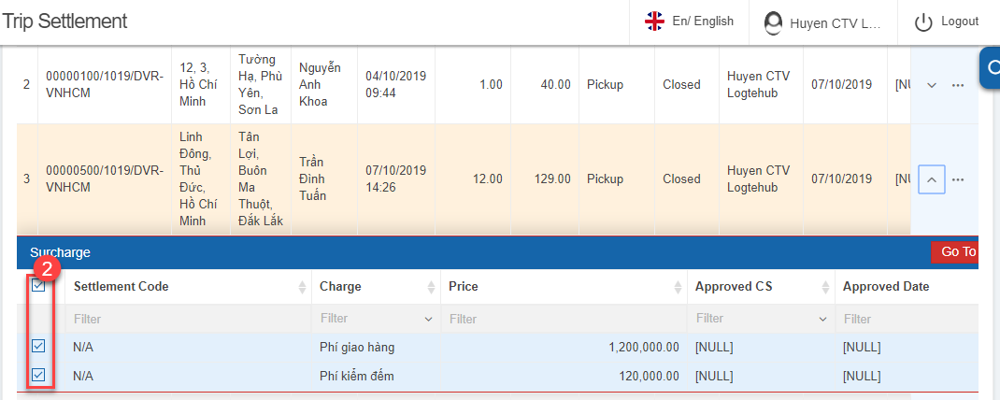 Trip Settlement
En/ English
Huyen CTV L...
Logout
2
00000100/1019/DVR-
VNHCM
12, 3,
Hồ Chí
Minh
Tường
Hạ, Phù
Yên,
Sơn La
Nguyễn
Anh
Khoa
04/10/2019
09:44
1.00
40.00
Pickup
Closed
Huyen CTV
Logtehub
07/10/2019
[NU
3
00000500/1019/DVR-
VNHCM
Linh
Đông,
Thủ
Đức,
Hồ Chí
Minh
Tân
Lợi,
Buôn
Ma
Thuột,
Đắk Lắk
Trần
Đình
Tuấn
07/10/2019
14:26
12.00
129.00
Pickup
Closed
Huyen CTV
Logtehub
07/10/2019
[NU
Surcharge
Go To
2
Settlement Code
Charge
Price
Approved CS
Approved Date
Filter
Filter
Filter
Filter
Filter
N/A
Phí giao hàng
1,200,000.00
[NULL]
[NULL]
N/A
Phí kiểm đếm
120,000.00
[NULL]
[NULL]